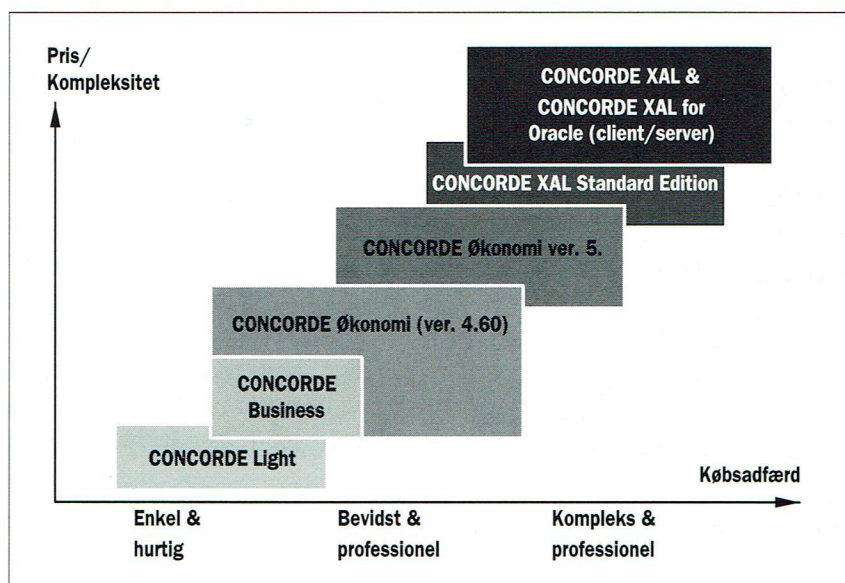 Pris/
Kompleksitet
CONCORDE XAL &
CONCORDE XAL for
Oracle (client/server)
CONCORDE XAL Standard Edition
CONCORDE Økonomi ver. 5.
CONCORDE Økonomi (ver. 4.60)
CONCORDE
Business
CONCORDE Light
Købsadfærd
Enkel &
hurtig
Bevidst &
professionel
Kompleks &
professionel